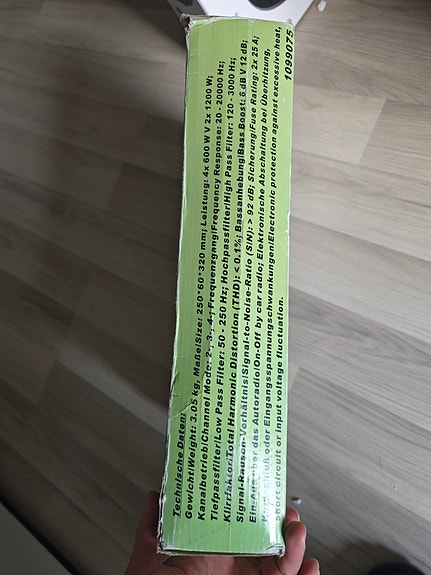 Technische Daten:
Gewicht/Weight: 3.05 kg, Maße/Size: 250*60*320 mm; Leistung: 4x 600 W V 2x 1200 W;
Kanalbetrieb/Channel Mode: 2-, 3-, 4-; Frequenzgang/Frequency Response: 20 - 20000 Hz;
Tiefpassfilter/Low Pass Filter: 50 - 250 Hz; Hochpassfilter/High Pass Filter: 120 - 3000 Hz;
Klirrfaktor/Total Harmonic Distortion (THD): < 0.1%; Bassanhebung/Bass Boost: 6 dB V 12 dB;
Signal-Rausch-Verhältnis/Signal-to-Noise-Ratio (S/N): > 92 dB; Sicherung/Fuse Rating: 2x 25 A;
Ein-Aus über das Autoradio/On-Off by car radio; Elektronische Abschaltung bei Überhitzung,
Kurzschluß oder Eingangsspannungschwankungen/Electronic protection against excessive heat,
short circuit or input voltage fluctuation.
1099075